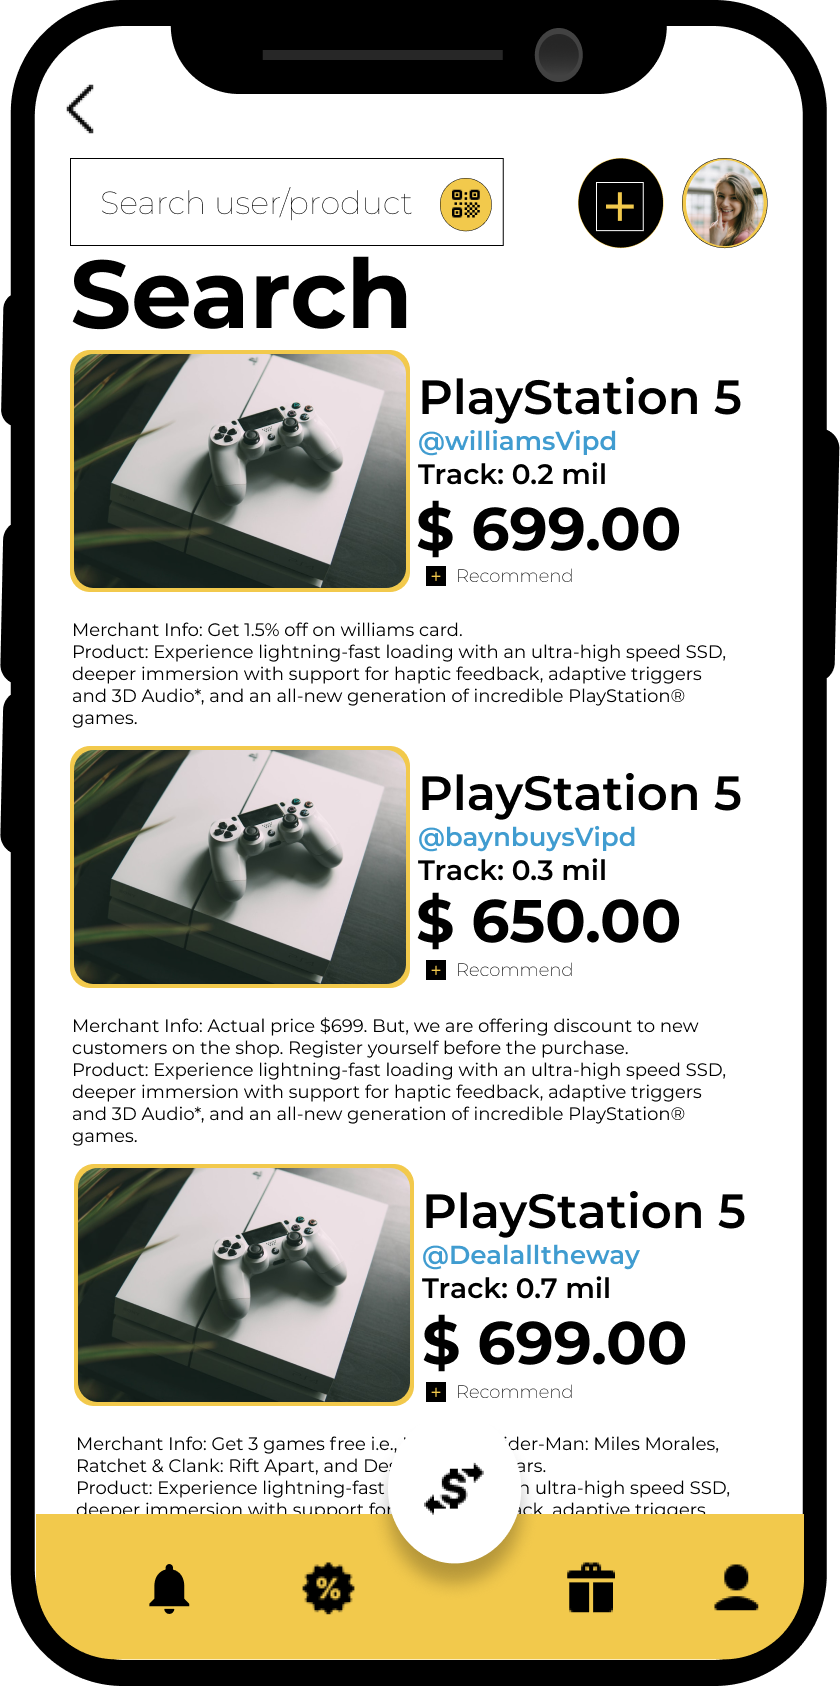 Search user/product
Search
PlayStation 5
@williamsVipd
Track: 0.2 mil
$ 699.00
+ Recommend
Merchant Info: Get 1.5% off on williams card.
Product: Experience lightning-fast loading with an ultra-high speed SSD,
deeper immersion with support for haptic feedback, adaptive triggers
and 3D Audio*, and an all-new generation of incredible PlayStation®
games.
PlayStation 5
@baynbuysVipd
Track: 0.3 mil
$ 650.00
+ Recommend
Merchant Info: Actual price $699. But, we are offering discount to new
customers on the shop. Register yourself before the purchase.
Product: Experience lightning-fast loading with an ultra-high speed SSD,
deeper immersion with support for haptic feedback, adaptive triggers
and 3D Audio*, and an all-new generation of incredible PlayStation®
games.
PlayStation 5
@Dealalltheway
Track: 0.7 mil
$ 699.00
+ Recommend
Merchant Info: Get 3 games free i.e., der-Man: Miles Morales,
Ratchet & Clank: Rift Apart, and
Product: Experience lightning-fast ultra-high speed SSD,
deeper immersion with support for adaptive triggers
$
%